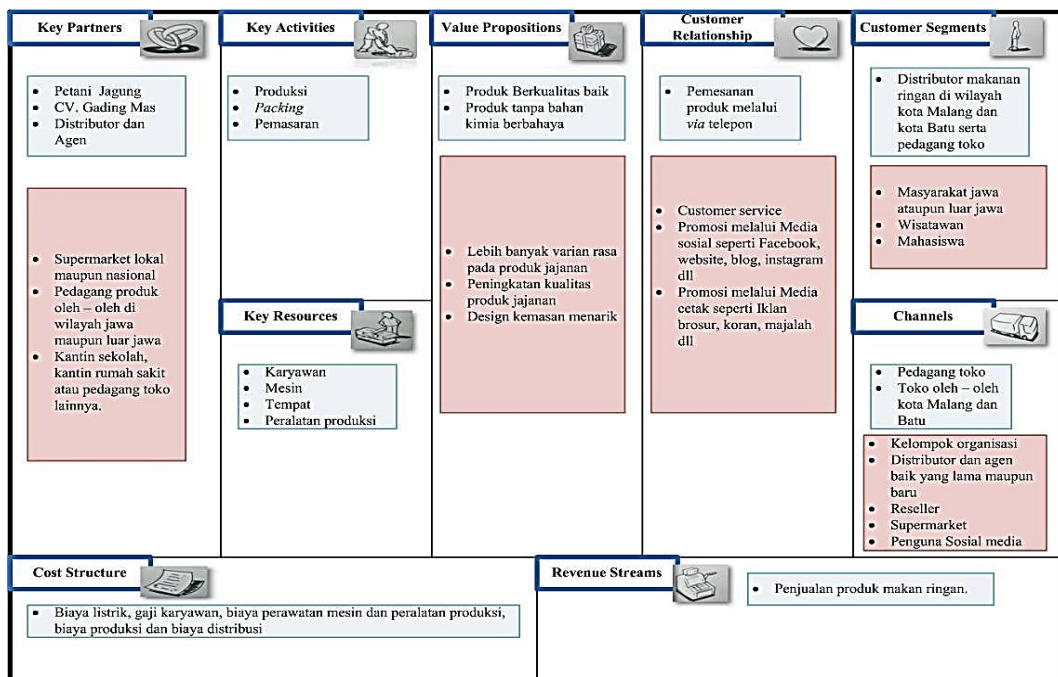 Key Partners
Petani Jagung
CV. Gading Mas
Distributor dan
Agen
Supermarket lokal
maupun nasional
Pedagang produk
oleh – oleh di
wilayah jawa
maupun luar jawa
Kantin sekolah,
kantin rumah sakit
atau pedagang toko
lainnya.
Key Activities
Produksi
Packing
Pemasaran
Key Resources
Karyawan
Mesin
Tempat
Peralatan produksi
Value Propositions
Produk Berkualitas baik
Produk tanpa bahan
kimia berbahaya
Lebih banyak varian rasa
pada produk jajanan
Peningkatan kualitas
produk jajanan
Design kemasan menarik
Customer
Relationship
Pemesanan
produk melalui
via telepon
Customer service
Promosi melalui Media
sosial seperti Facebook,
website, blog, instagram
dll
Promosi melalui Media
cetak seperti Iklan
brosur, koran, majalah
dll
Customer Segments
Distributor makanan
ringan di wilayah
kota Malang dan
kota Batu serta
pedagang toko
Masyarakat jawa
ataupun luar jawa
Wisatawan
Mahasiswa
Channels
Pedagang toko
Toko oleh – oleh
kota Malang dan
Batu
Kelompok organisasi
Distributor dan agen
baik yang lama maupun
baru
Reseller
Supermarket
Penguna Sosial media
Cost Structure
Biaya listrik, gaji karyawan, biaya perawatan mesin dan peralatan produksi,
biaya produksi dan biaya distribusi
Revenue Streams
Penjualan produk makan ringan.